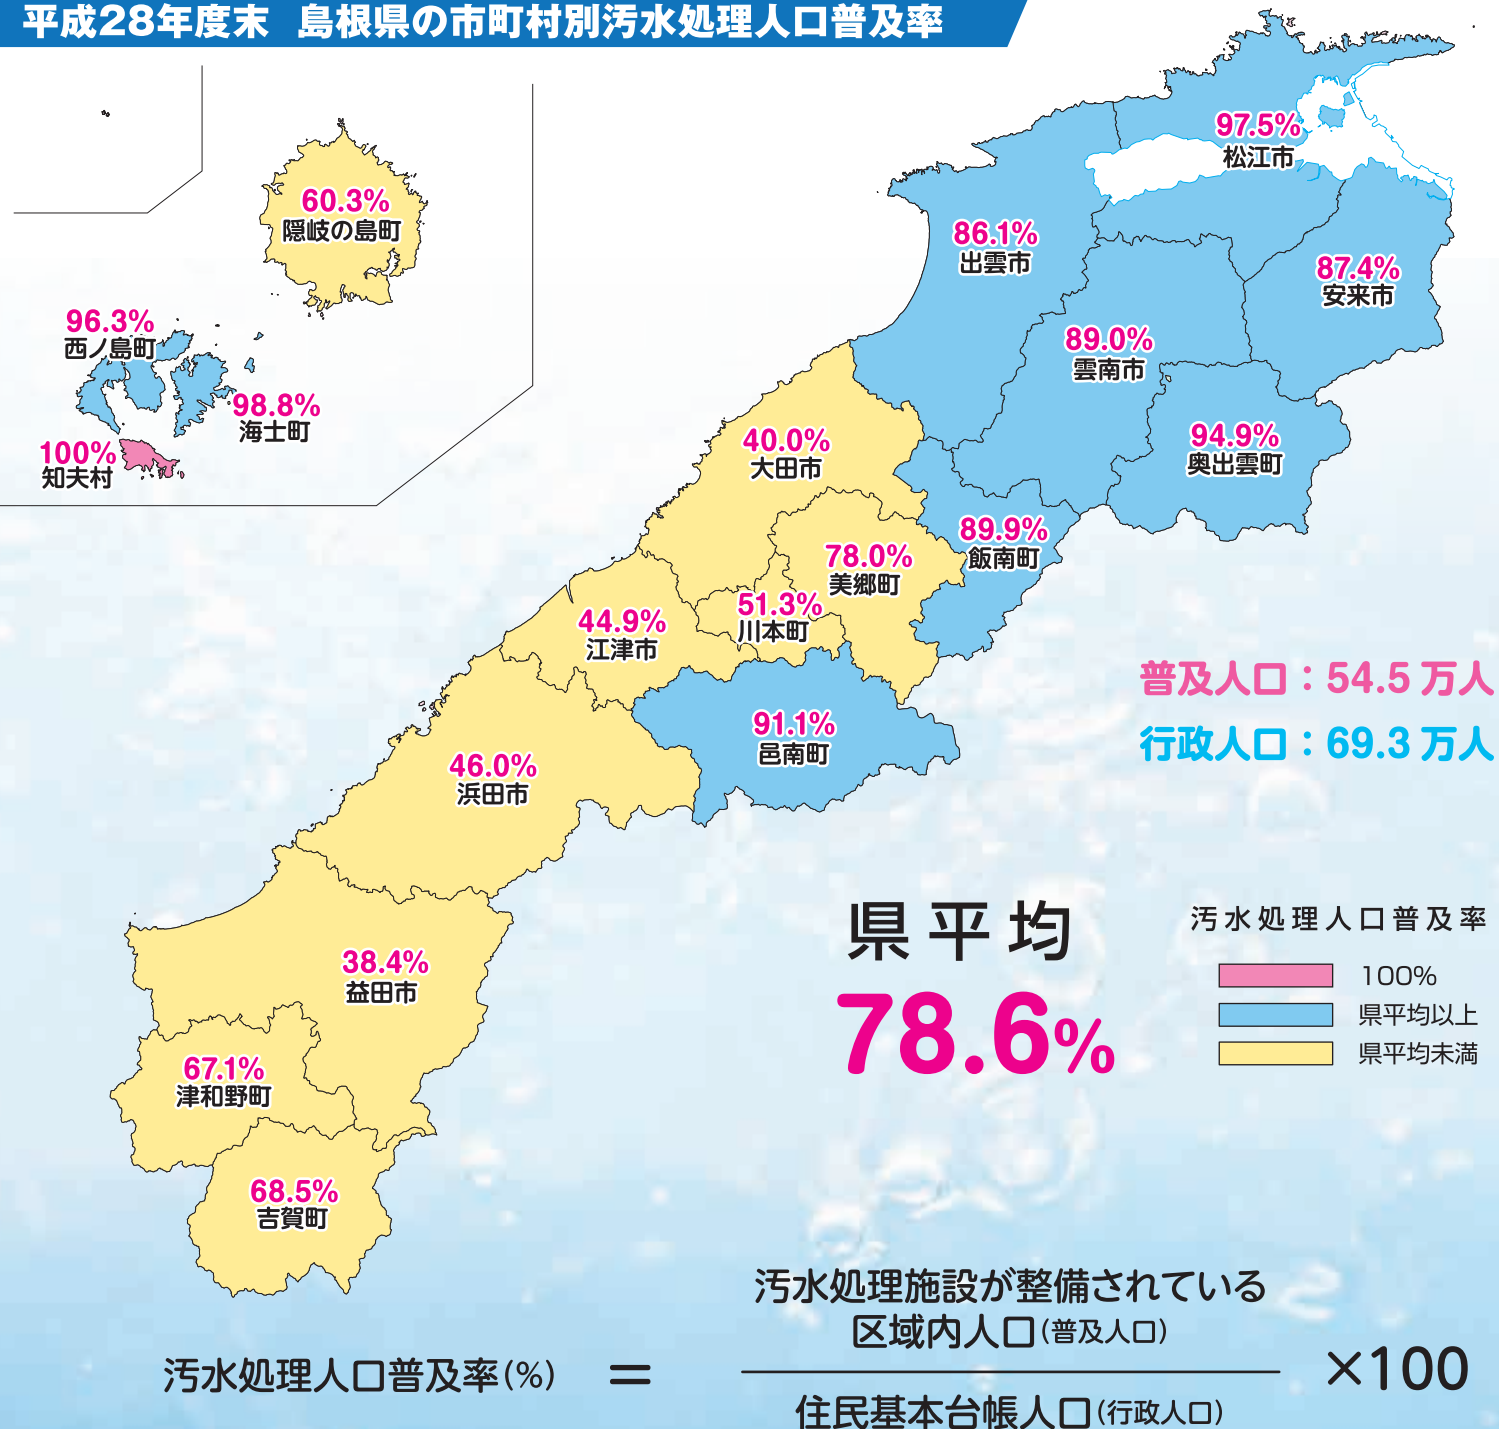 平成28年度末 島根県の市町村別汚水処理人口普及率
97.5%
松江市
60.3%
隠岐の島町
86.1%
出雲市
87.4%
安来市
96.3%
西ノ島町
89.0%
雲南市
98.8%
海士町
100%
知夫村
40.0%
大田市
94.9%
奥出雲町
89.9%
飯南町
78.0%
美郷町
51.3%
川本町
44.9%
江津市
普及人口：54.5 万人
行政人口：69.3 万人
91.1%
邑南町
46.0%
浜田市
県平均
78.6%
汚水処理人口普及率
100%
県平均以上
県平均未満
38.4%
益田市
67.1%
津和野町
68.5%
吉賀町
汚水処理施設が整備されている
区域内人口(普及人口)
汚水処理人口普及率(%) ＝ ×100
住民基本台帳人口(行政人口)